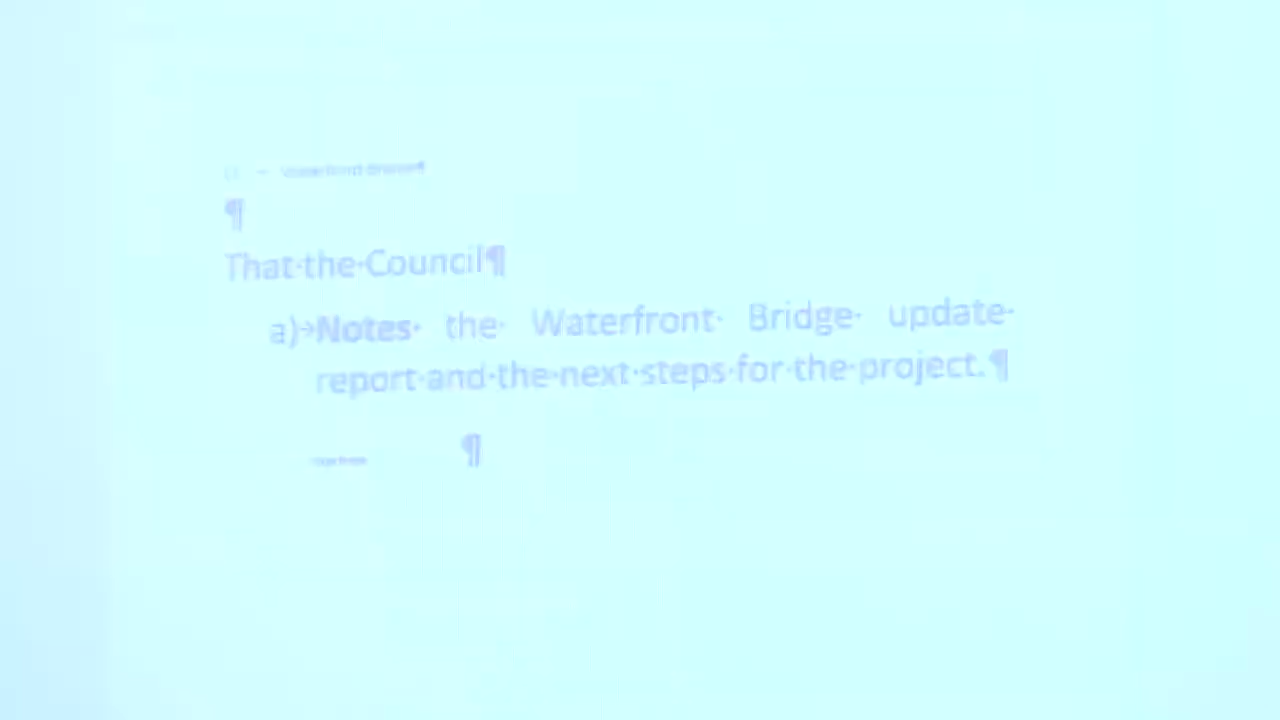 That the Council
a) Notes the Waterfront Bridge update
report and the next steps for the project.